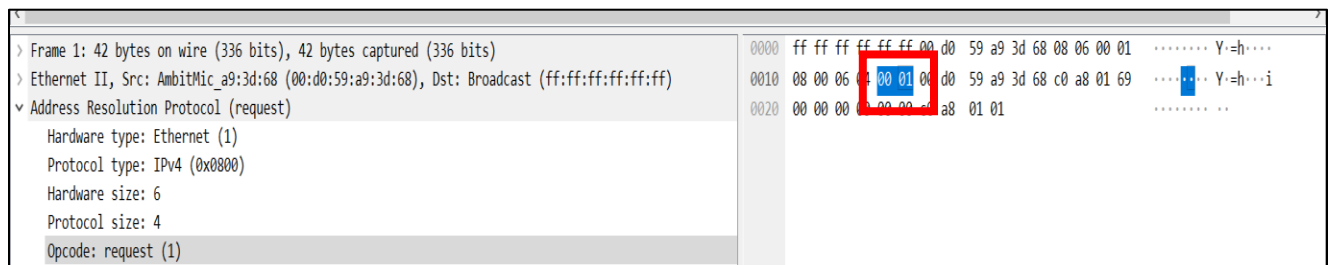 > Frame 1: 42 bytes on wire (336 bits), 42 bytes captured (336 bits)
> Ethernet II, Src: AmbitMic_a9:3d:68 (00:d0:59:a9:3d:68), Dst: Broadcast (ff:ff:ff:ff:ff:ff)
Address Resolution Protocol (request)
Hardware type: Ethernet (1)
Protocol type: IPv4 (0x0800)
Hardware size: 6
Protocol size: 4
Opcode: request (1)
0000 ff ff ff ff ff ff 00 d0 59 a9 3d 68 08 06 00 01 ········ Y·=h····
0010 08 00 06 04 00 01 00 d0 59 a9 3d 68 c0 a8 01 69 ········ Y·=h···i
0020 00 00 00 00 00 00 c0 a8 01 01 ········ ··